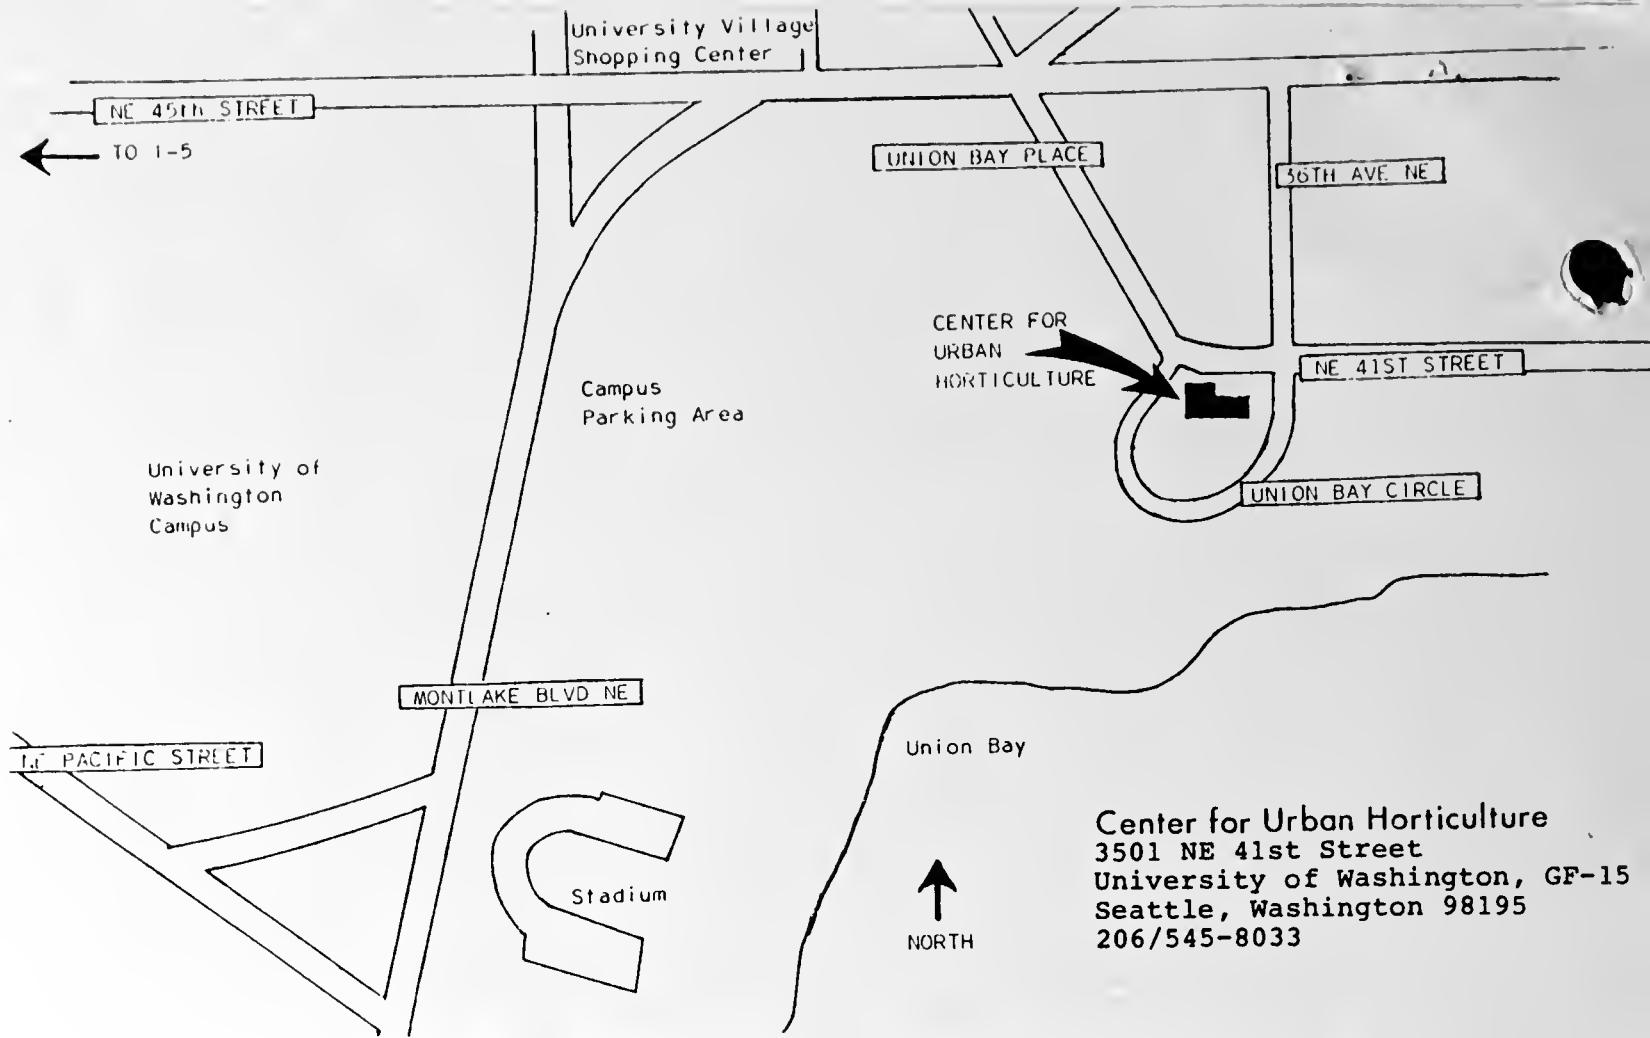 University Village
Shopping Center
NE 45th STREET
TO I-5
UNION BAY PLACE
36TH AVE NE
CENTER FOR
URBAN
HORTICULTURE
NE 41ST STREET
Campus
Parking Area
University of
Washington
Campus
UNION BAY CIRCLE
MONTLAKE BLVD NE
NE PACIFIC STREET
Union Bay
Stadium
NORTH
Center for Urban Horticulture
3501 NE 41st Street
University of Washington, GF-15
Seattle, Washington 98195
206/545-8033